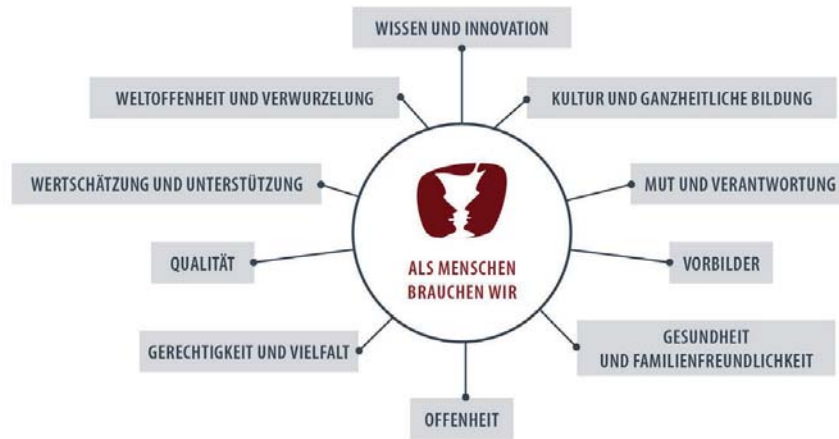 WISSEN UND INNOVATION
WELTOFFENHEIT UND VERWURZELUNG
KULTUR UND GANZHEITLICHE BILDUNG
WERTSCHÄTZUNG UND UNTERSTÜTZUNG
MUT UND VERANTWORTUNG
ALS MENSCHEN
BRAUCHEN WIR
QUALITÄT
VORBILDER
GERECHTIGKEIT UND VIELFALT
GESUNDHEIT
UND FAMILIENFREUNDLICHKEIT
OFFENHEIT